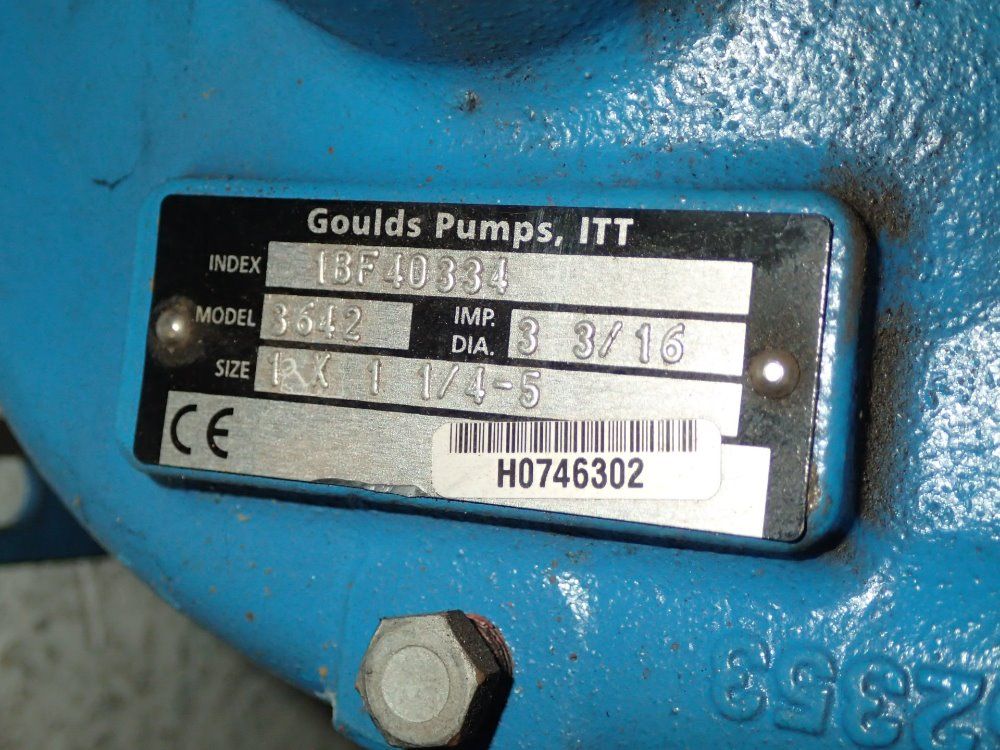 Goulds Pumps, ITT
INDEX 1BF40334
MODEL 3642 IMP. DIA. 3 3/16
SIZE 1 X 1 1/4-5
CE
H0746302